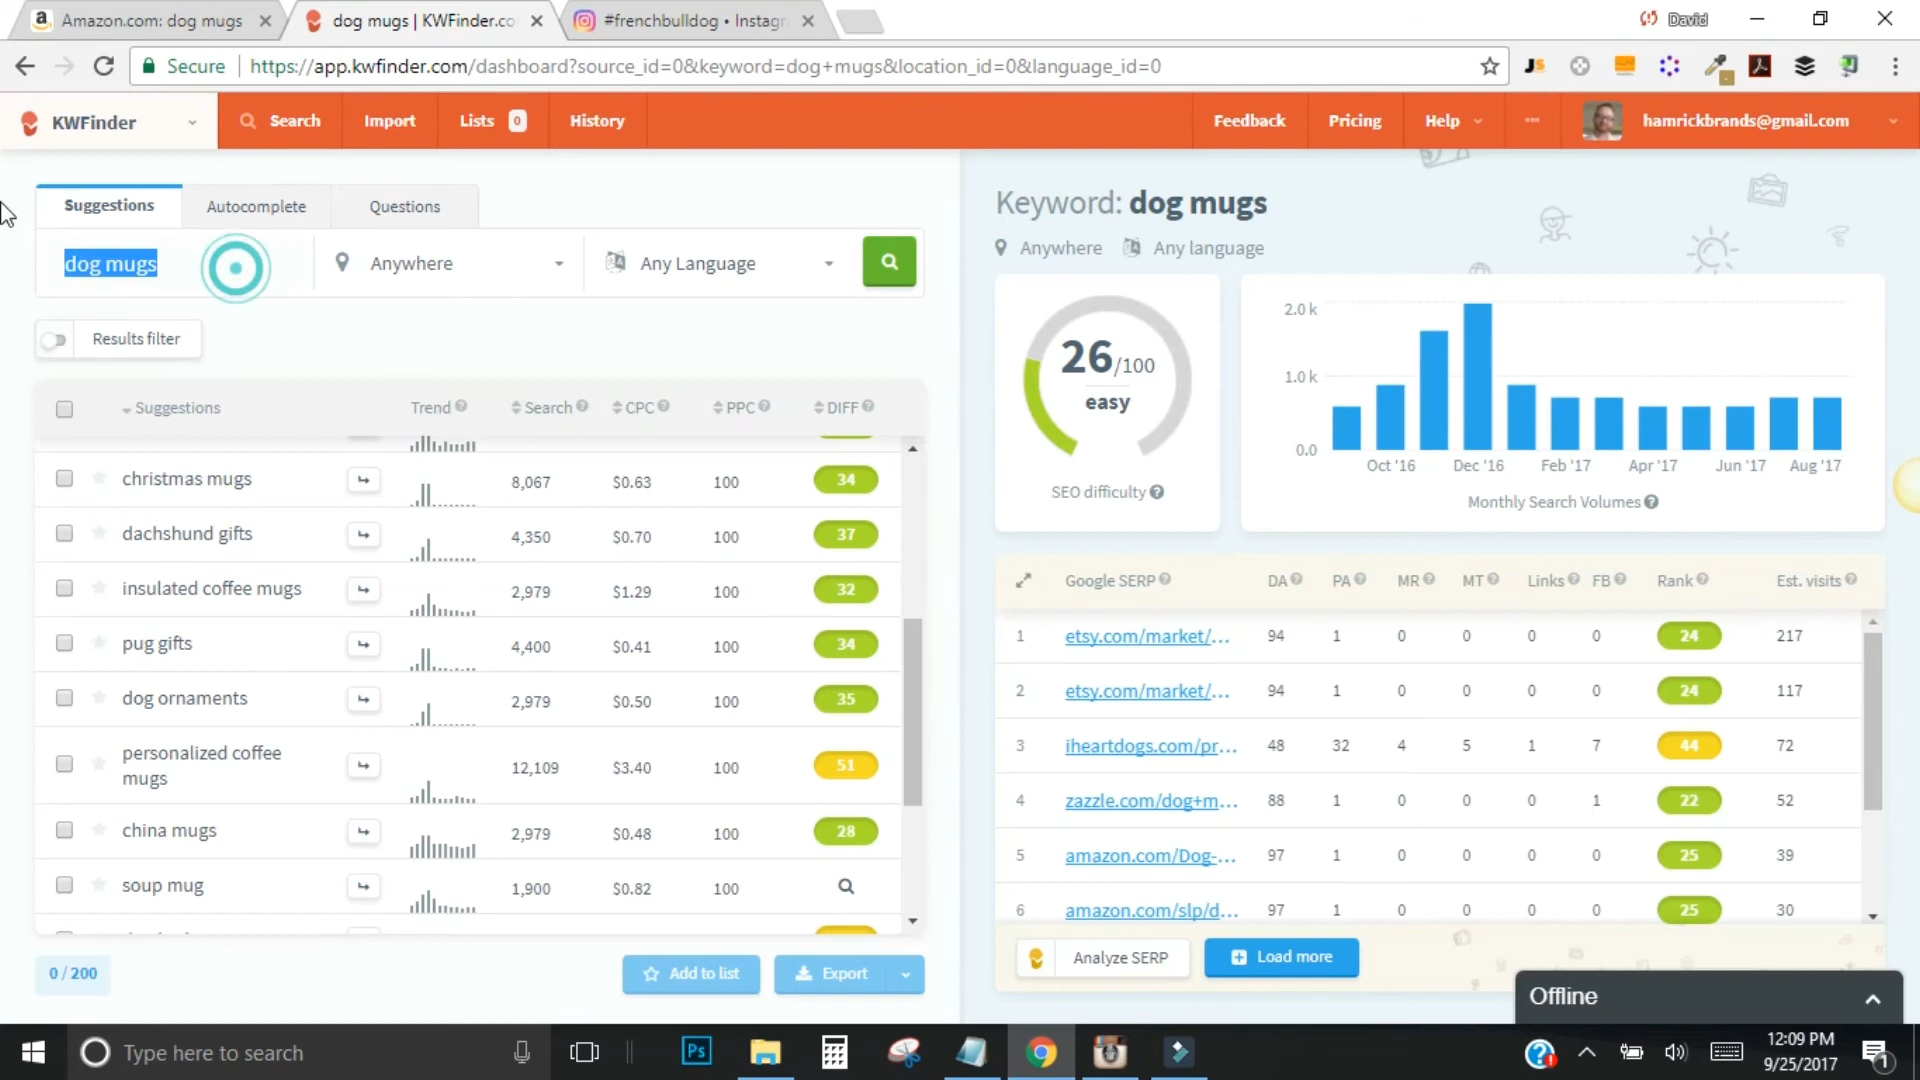 Amazon.com: dog mugs
dog mugs | KWFinder.co
#frenchbulldog • Instagr
David
Secure
https://app.kwfinder.com/dashboard?source_id=0&keyword=dog+mugs&location_id=0&language_id=0
KWFinder
Search
Import
Lists 0
History
Feedback
Pricing
Help
hamrickbrands@gmail.com
Suggestions
Autocomplete
Questions
dog mugs
Anywhere
Any Language
Results filter
Suggestions Trend Search CPC PPC DIFF
christmas mugs 8,067 $0.63 100 34
dachshund gifts 4,350 $0.70 100 37
insulated coffee mugs 2,979 $1.29 100 32
pug gifts 4,400 $0.41 100 34
dog ornaments 2,979 $0.50 100 35
personalized coffee
mugs 12,109 $3.40 100 51
china mugs 2,979 $0.48 100 28
soup mug 1,900 $0.82 100
0 / 200
Add to list
Export
Keyword: dog mugs
Anywhere Any language
26/100
easy
SEO difficulty
2.0 k
1.0 k
0.0
Oct '16 Dec '16 Feb '17 Apr '17 Jun '17 Aug '17
Monthly Search Volumes
Google SERP DA PA MR MT Links FB Rank Est. visits
1 etsy.com/market/... 94 1 0 0 0 0 24 217
2 etsy.com/market/... 94 1 0 0 0 0 24 117
3 iheartdogs.com/pr... 48 32 4 5 1 7 44 72
4 zazzle.com/dog+m... 88 1 0 0 0 1 22 52
5 amazon.com/Dog-... 97 1 0 0 0 0 25 39
6 amazon.com/slp/d... 97 1 0 0 0 0 25 30
Analyze SERP
Load more
Offline
Type here to search
Ps
12:09 PM
9/25/2017
1